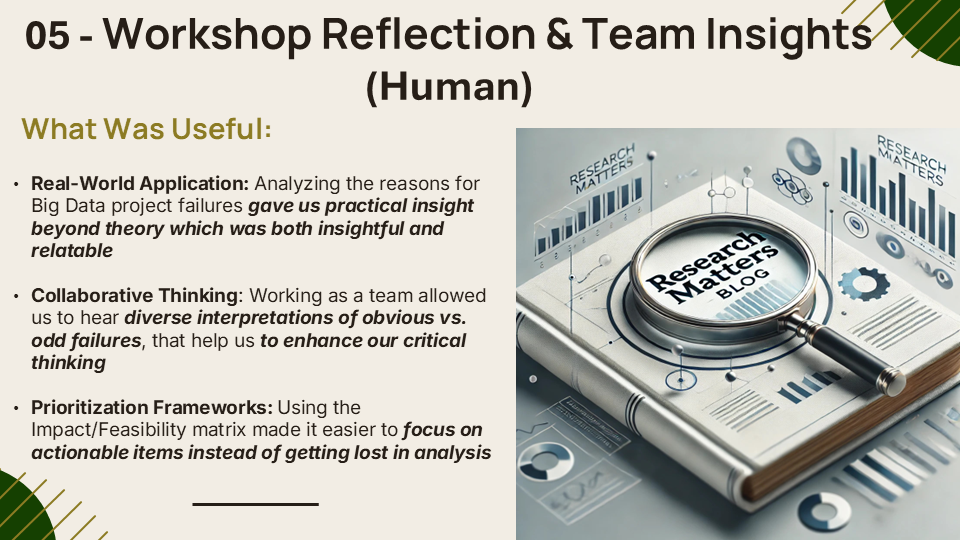 05 - Workshop Reflection & Team Insights
(Human)
What Was Useful:
• Real-World Application: Analyzing the reasons for
Big Data project failures gave us practical insight
beyond theory which was both insightful and
relatable
• Collaborative Thinking: Working as a team allowed
us to hear diverse interpretations of obvious vs.
odd failures, that help us to enhance our critical
thinking
• Prioritization Frameworks: Using the
Impact/Feasibility matrix made it easier to focus on
actionable items instead of getting lost in analysis
RESEARCH
MATTERS
RESEARCH
MIATTERS
Research
Matters
BLOG